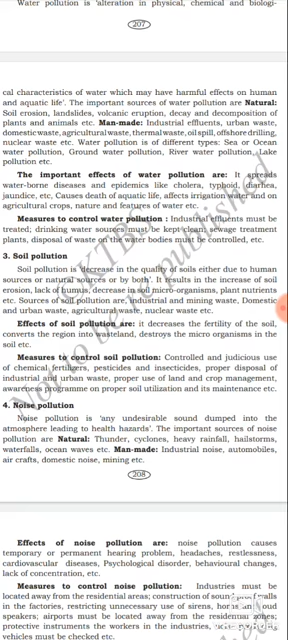 Water pollution is 'alteration in physical, chemical and biologi-
207
cal characteristics of water which may have harmful effects on human
and aquatic life'. The important sources of water pollution are Natural:
Soil erosion, landslides, volcanic eruption, decay and decomposition of
plants and animals etc. Man-made: Industrial effluents, urban waste,
domestic waste, agricultural waste, thermal waste, oil spill, offshore drilling,
nuclear waste etc. Water pollution is of different types: Sea or Ocean
water pollution, Ground water pollution, River water pollution, Lake
pollution etc.
The important effects of water pollution are: It spreads
water-borne diseases and epidemics like cholera, typhoid, diarhea,
jaundice, etc, Causes death of aquatic life, affects irrigation water and on
agricultural crops, nature and features of water etc.
Measures to control water pollution : Industrial effluents must be
treated; drinking water sources must be kept clean; sewage treatment
plants, disposal of waste on the water bodies must be controlled, etc.
3. Soil pollution
Soil pollution is 'decrease in the quality of soils either due to human
sources or natural sources or by both'. It results in the increase of soil
erosion, lack of humus, decrease in soil micro-organisms, plant nutrients
etc. Sources of soil pollution are, industrial and mining waste, Domestic
and urban waste, agricultural waste, nuclear waste etc.
Effects of soil pollution are: it decreases the fertility of the soil,
converts the region into wasteland, destroys the micro organisms in the
soil etc.
Measures to control soil pollution: Controlled and judicious use
of chemical fertilizers, pesticides and insecticides, proper disposal of
industrial and urban waste, proper use of land and crop management,
awareness programme on proper soil utilization and its maintenance etc.
4. Noise pollution
Noise pollution is 'any undesirable sound dumped into the
atmosphere leading to health hazards'. The important sources of noise
pollution are Natural: Thunder, cyclones, heavy rainfall, hailstorms,
waterfalls, ocean waves etc. Man-made: Industrial noise, automobiles,
air crafts, domestic noise, mining etc.
208
Effects of noise pollution are: noise pollution causes
temporary or permanent hearing problem, headaches, restlessness,
cardiovascular diseases, Psychological disorder, behavioural changes,
lack of concentration, etc.
Measures to control noise pollution: Industries must be
located away from the residential areas; construction of sound proof walls
in the factories, restricting unnecessary use of sirens, horns loud
speakers; airports must be located away from the residential zones;
protective instruments the workers in the industries,
vehicles must be checked etc.
©KTBS
Not to be republished